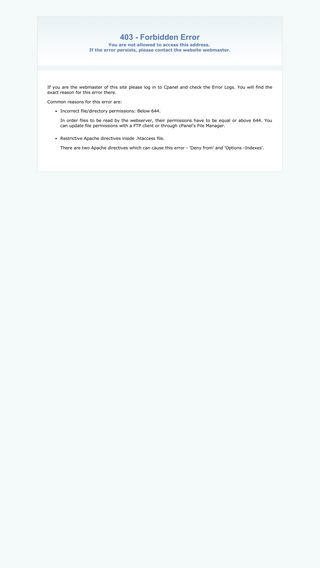 403 - Forbidden Error
You are not allowed to access this address.
If the error persists, please contact the website webmaster.
If you are the webmaster of this site please log in to Cpanel and check the Error Logs. You will find the
exact reason for this error there.
Common reasons for this error are:
• Incorrect file/directory permissions: Below 644.
In order files to be read by the webserver, their permissions have to be equal or above 644. You
can update file permissions with a FTP client or through cPanel's File Manager.
• Restrictive Apache directives inside .htaccess file.
There are two Apache directives which can cause this error - 'Deny from' and 'Options -Indexes'.